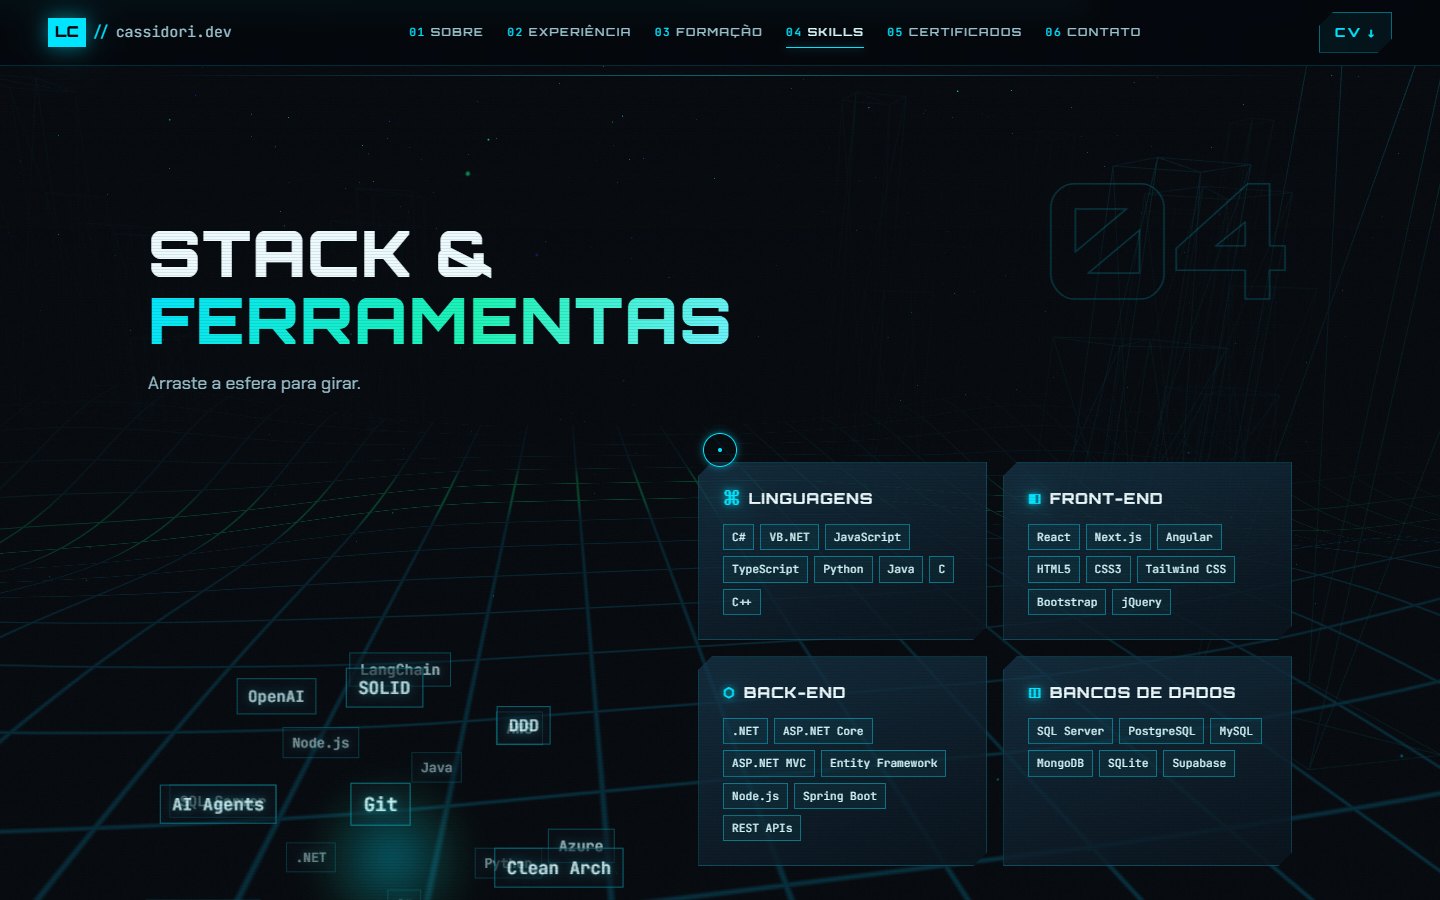 LC // cassidori.dev
01 SOBRE 02 EXPERIÊNCIA 03 FORMAÇÃO 04 SKILLS 05 CERTIFICADOS 06 CONTATO
CV ↓
04
STACK &
FERRAMENTAS
Arraste a esfera para girar.
⌘ LINGUAGENS
C# VB.NET JavaScript
TypeScript Python Java C
C++
FRONT-END
React Next.js Angular
HTML5 CSS3 Tailwind CSS
Bootstrap jQuery
BACK-END
.NET ASP.NET Core
ASP.NET MVC Entity Framework
Node.js Spring Boot
REST APIs
BANCOS DE DADOS
SQL Server PostgreSQL MySQL
MongoDB SQLite Supabase
LangChain
SOLID
OpenAI
DDD
Node.js
Java
SQL Server
AI Agents
Git
Azure
.NET
Python
Clean Arch